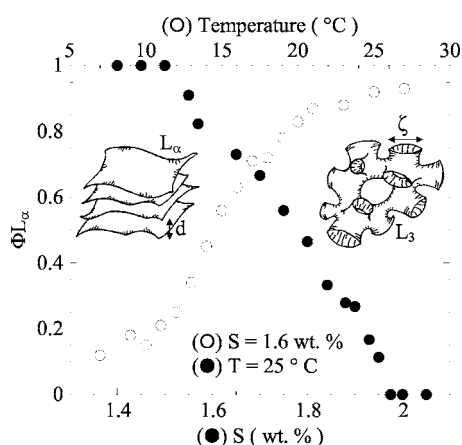 (O) Temperature ( °C)
5 10 15 20 25 30
1
0.8
0.6
0.4
0.2
0
ΦLα
Lα
d
ζ
L3
(O) S = 1.6 wt. %
(●) T = 25 ° C
1.4 1.6 1.8 2
(●) S ( wt. %)